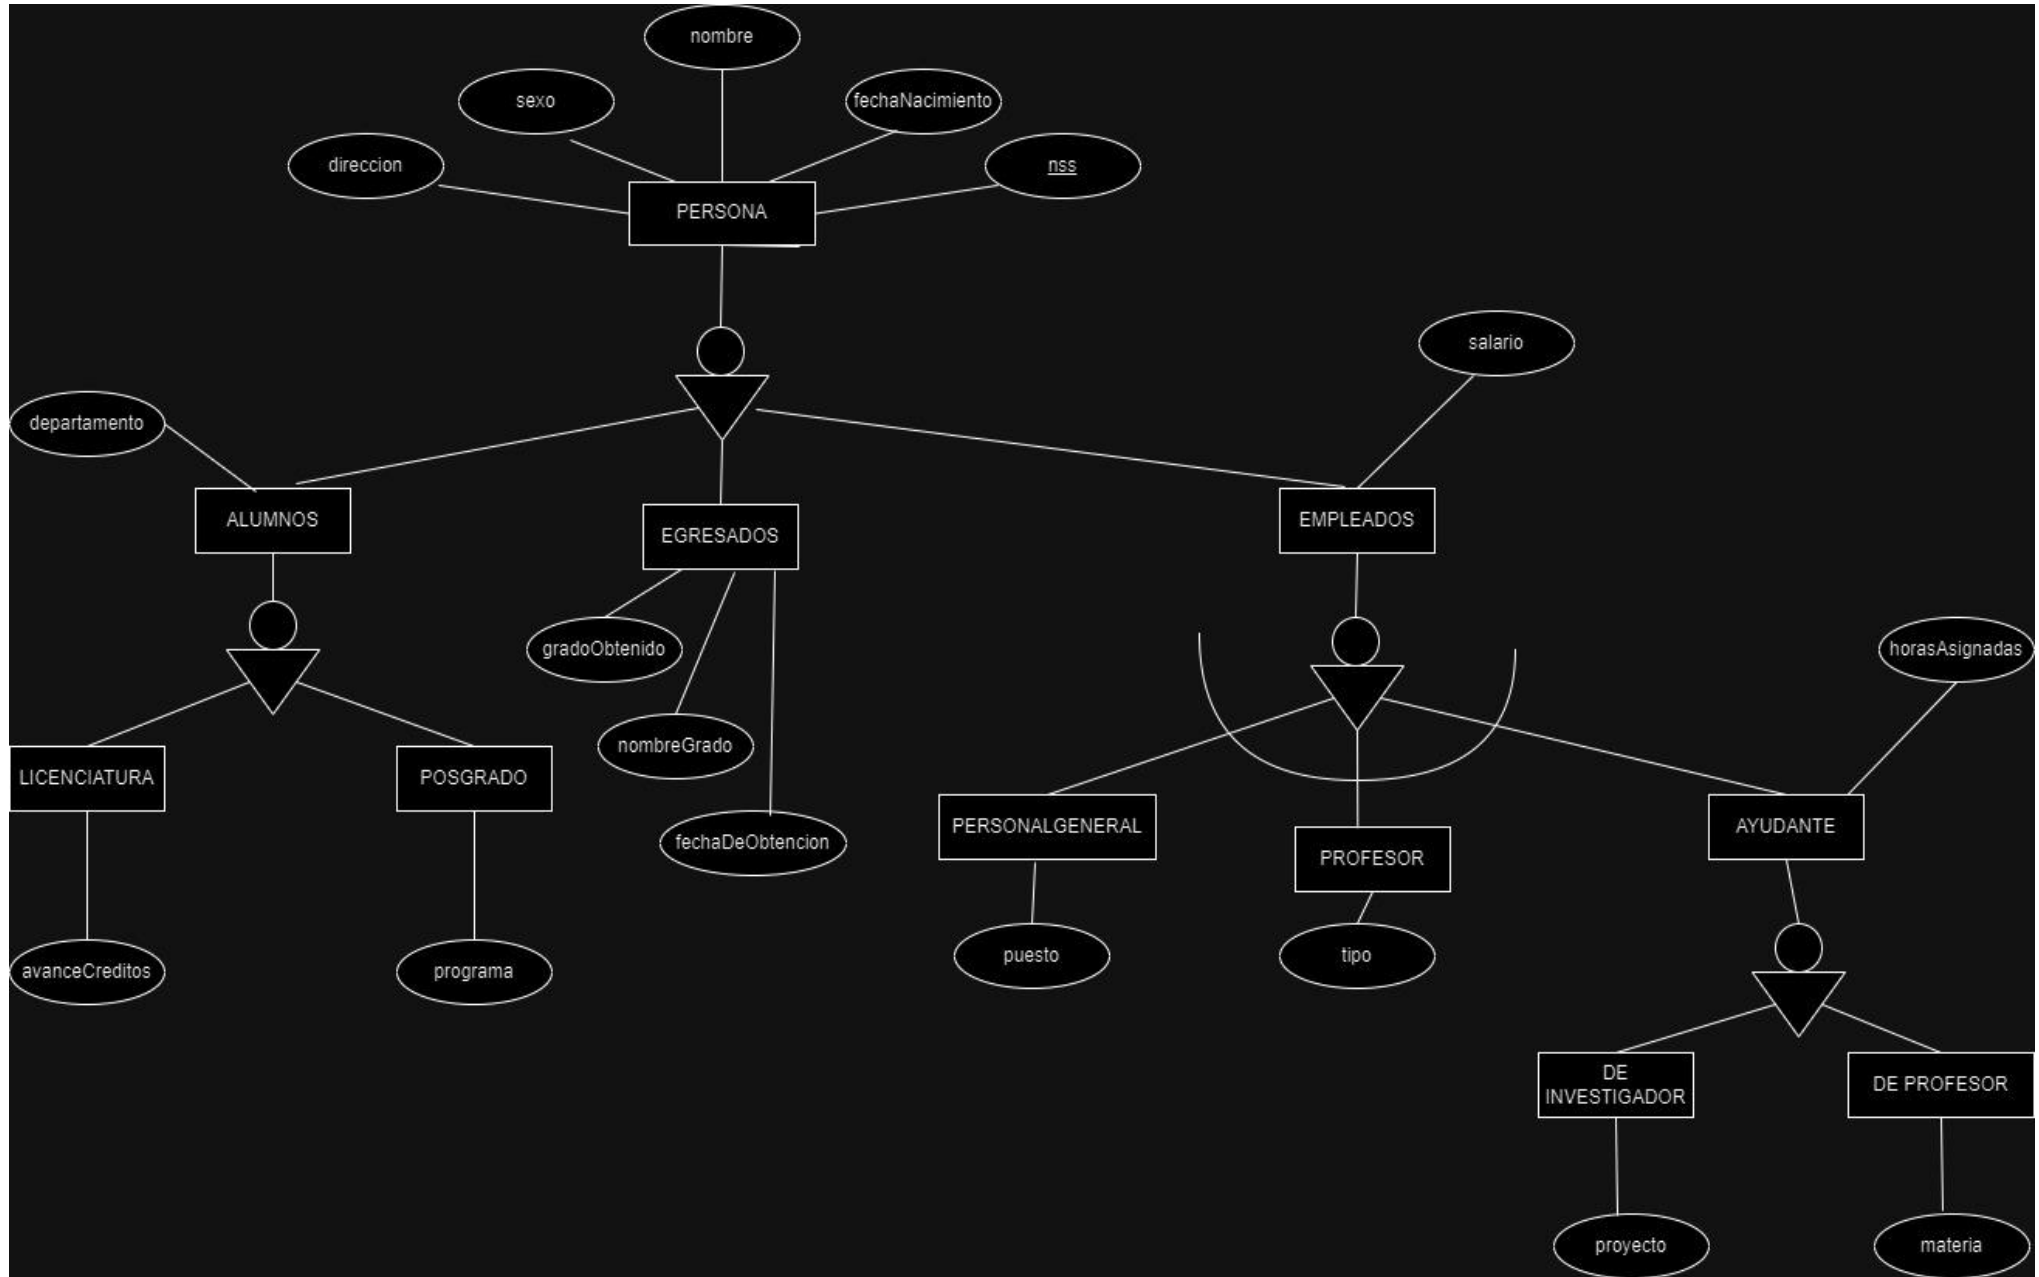 nombre
sexo
fechaNacimiento
direccion
nss
PERSONA
salario
departamento
ALUMNOS
EGRESADOS
EMPLEADOS
gradoObtenido
horasAsignadas
nombreGrado
LICENCIATURA
POSGRADO
fechaDeObtencion
PERSONALGENERAL
PROFESOR
AYUDANTE
avanceCreditos
programa
puesto
tipo
DE
INVESTIGADOR
DE PROFESOR
proyecto
materia